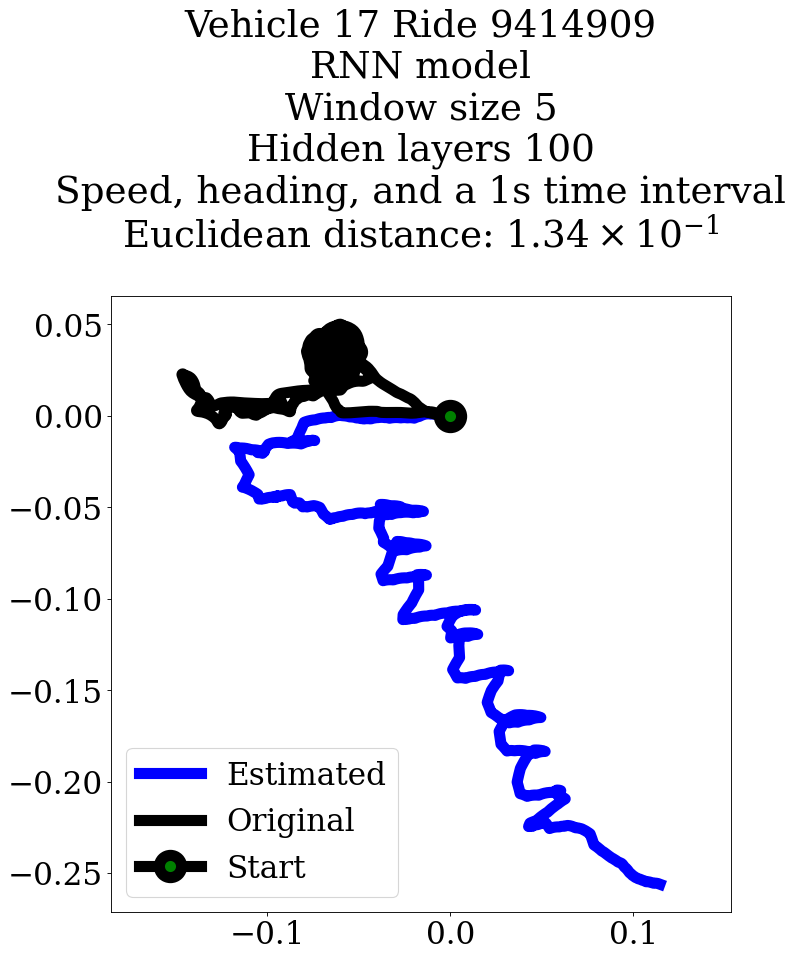 Vehicle 17 Ride 9414909
RNN model
Window size 5
Hidden layers 100
Speed, heading, and a 1s time interval
Euclidean distance: 1.34 × 10⁻¹
0.05
0.00
−0.05
−0.10
−0.15
−0.20
−0.25
Estimated
Original
Start
−0.1
0.0
0.1